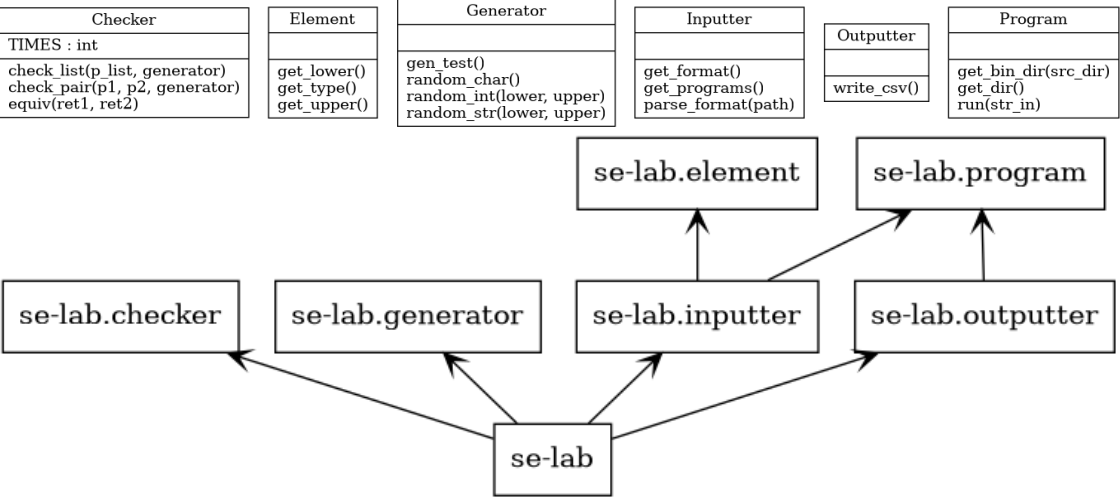 Checker
TIMES : int
check_list(p_list, generator)
check_pair(p1, p2, generator)
equiv(ret1, ret2)
Element
get_lower()
get_type()
get_upper()
Generator
gen_test()
random_char()
random_int(lower, upper)
random_str(lower, upper)
Inputter
get_format()
get_programs()
parse_format(path)
Outputter
write_csv()
Program
get_bin_dir(src_dir)
get_dir()
run(str_in)
se-lab.element
se-lab.program
se-lab.checker
se-lab.generator
se-lab.inputter
se-lab.outputter
se-lab